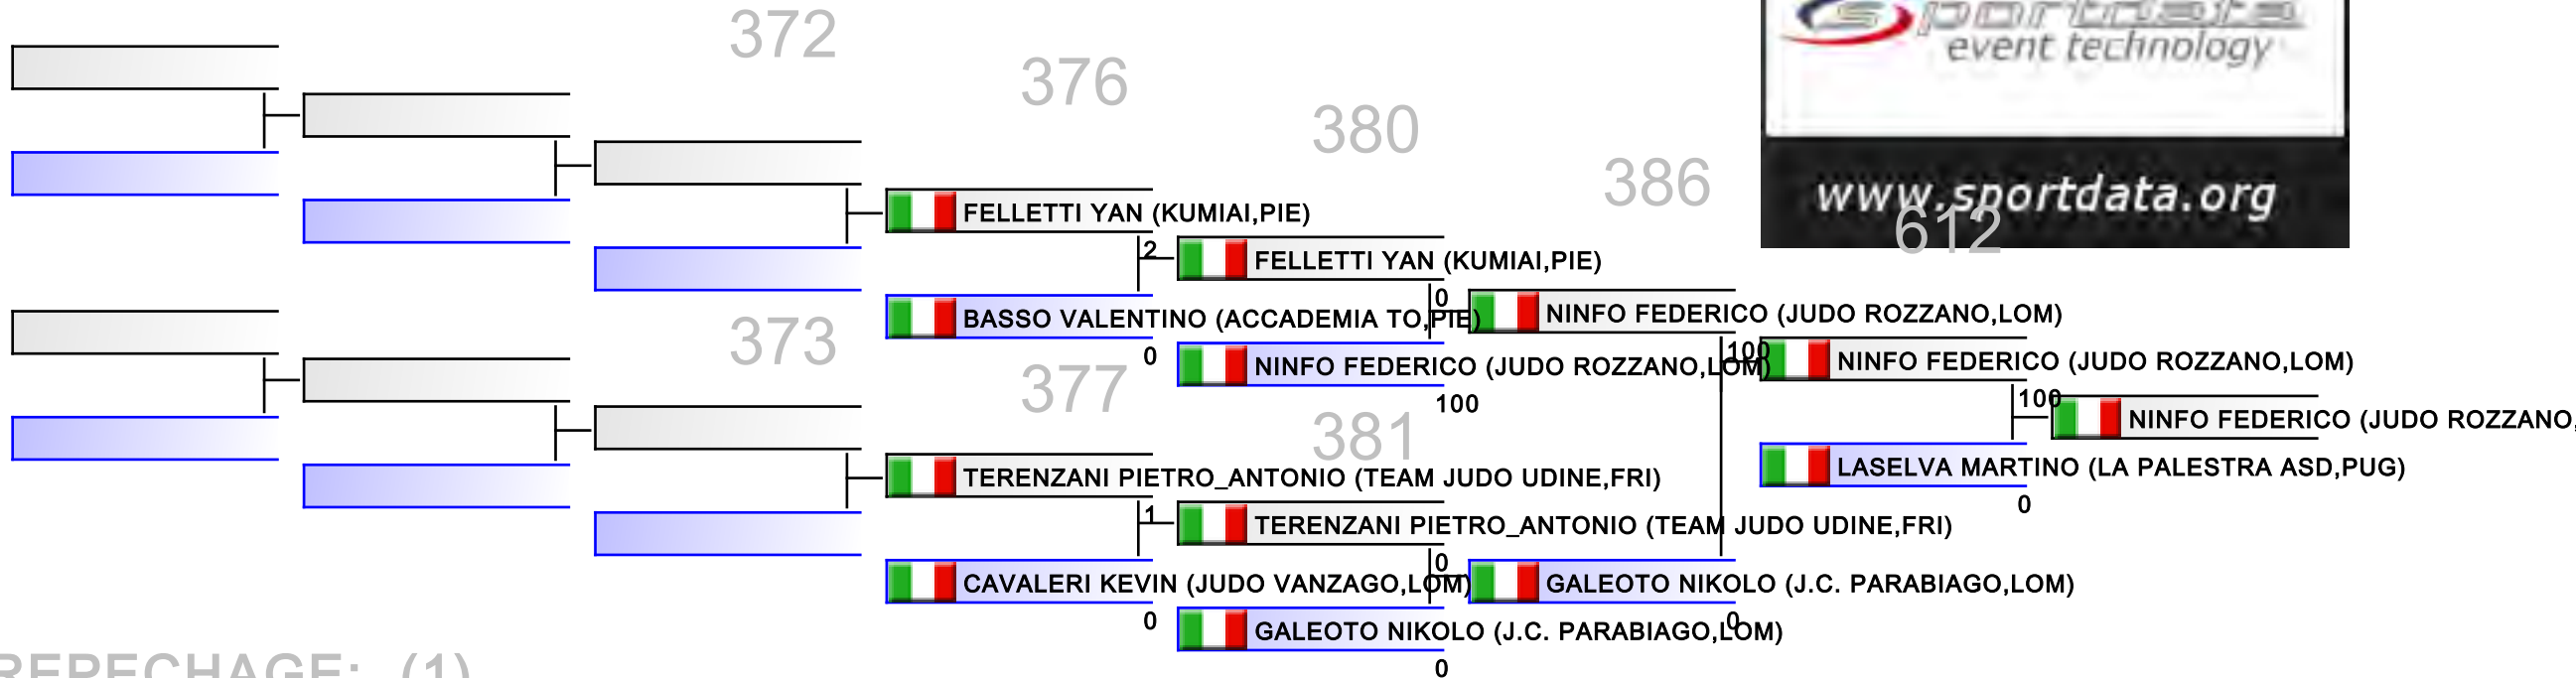 372
sportdata
event technology
376
380
386
www.sportdata.org
612
FELLETTI YAN (KUMIAI,PIE)
2
FELLETTI YAN (KUMIAI,PIE)
0
NINFO FEDERICO (JUDO ROZZANO,LOM)
BASSO VALENTINO (ACCADEMIA TO,PIE)
0
373
NINFO FEDERICO (JUDO ROZZANO,LOM)
100
NINFO FEDERICO (JUDO ROZZANO,LOM)
377
100
100
NINFO FEDERICO (JUDO ROZZANO,
381
LASELVA MARTINO (LA PALESTRA ASD,PUG)
0
TERENZANI PIETRO_ANTONIO (TEAM JUDO UDINE,FRI)
1
TERENZANI PIETRO_ANTONIO (TEAM JUDO UDINE,FRI)
0
CAVALERI KEVIN (JUDO VANZAGO,LOM)
0
GALEOTO NIKOLO (J.C. PARABIAGO,LOM)
0
GALEOTO NIKOLO (J.C. PARABIAGO,LOM)
0
REPECHAGE: (1)